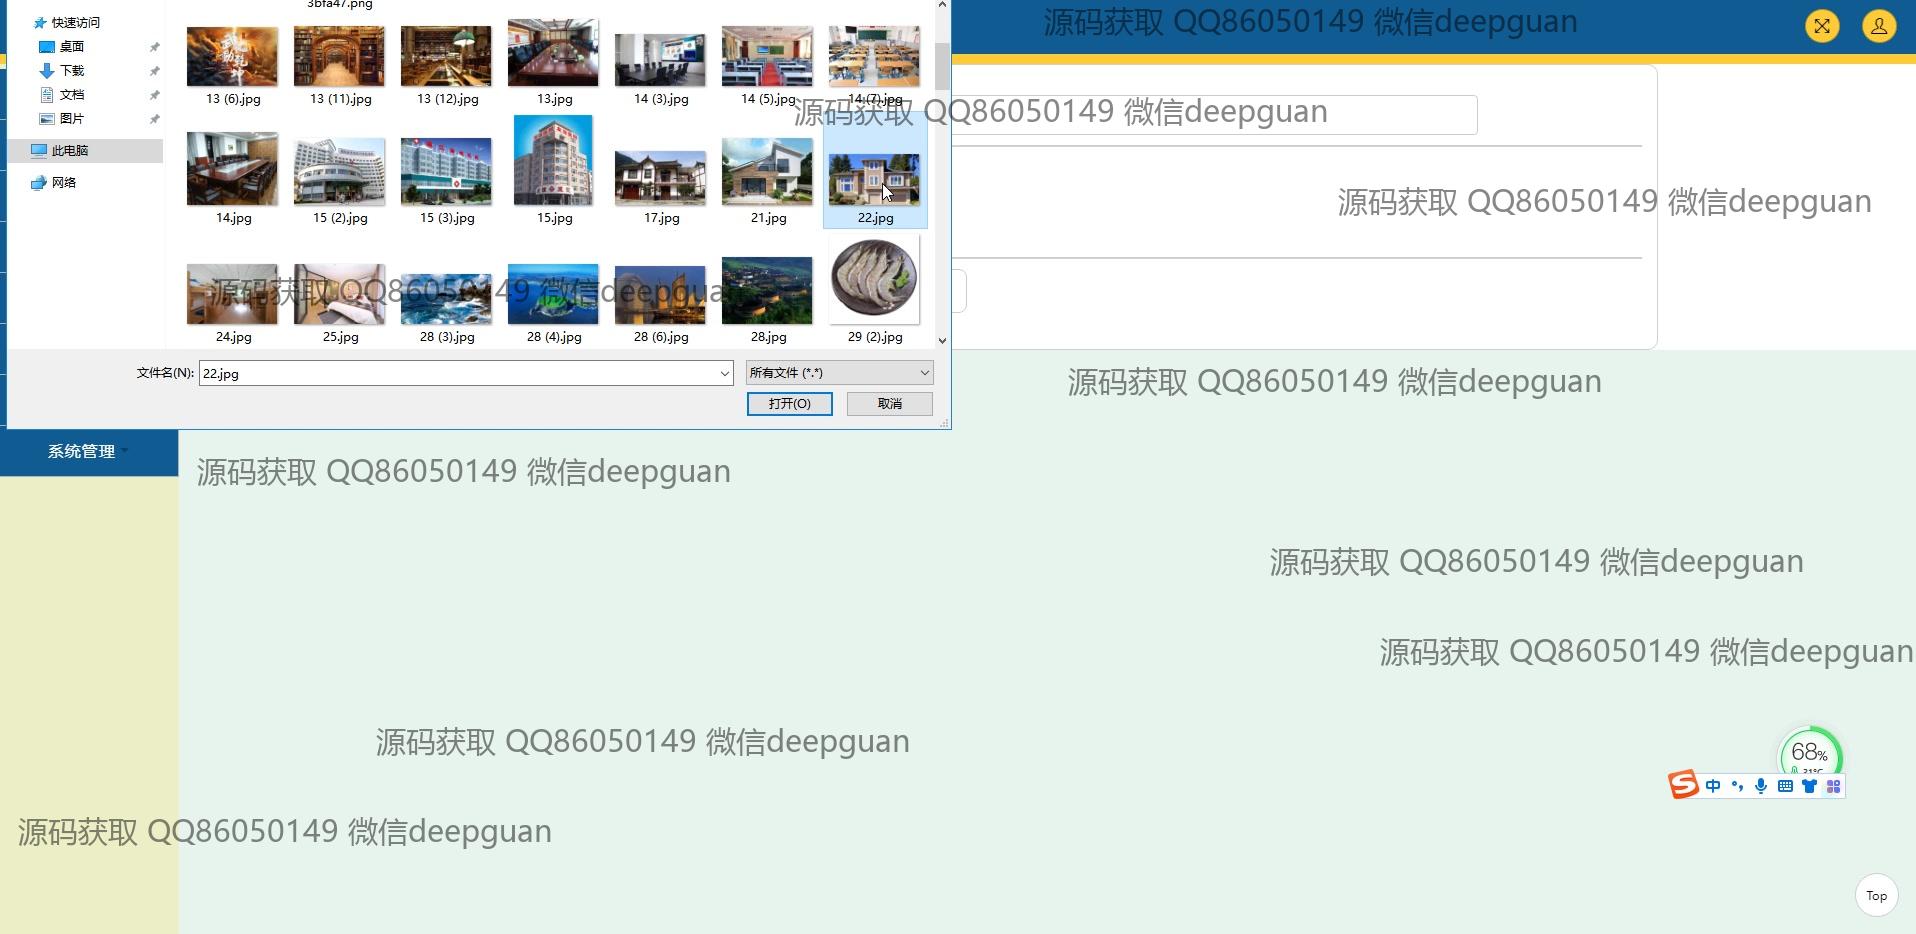 3bfa47.png
源码获取 QQ86050149 微信deepguan
快速访问
桌面
下载
文档
图片
此电脑
网络
13 (6).jpg
13 (11).jpg
13 (12).jpg
13.jpg
14 (3).jpg
14 (5).jpg
14 (7).jpg
源码获取 QQ86050149 微信deepguan
源码获取 QQ86050149 微信deepguan
14.jpg
15 (2).jpg
15 (3).jpg
15.jpg
17.jpg
21.jpg
22.jpg
源码获取 QQ86050149 微信deepguan
24.jpg
25.jpg
28 (3).jpg
28 (4).jpg
28 (6).jpg
28.jpg
29 (2).jpg
文件名(N):
22.jpg
所有文件 (*.*)
打开(O)
取消
源码获取 QQ86050149 微信deepguan
系统管理
源码获取 QQ86050149 微信deepguan
源码获取 QQ86050149 微信deepguan
源码获取 QQ86050149 微信deepguan
源码获取 QQ86050149 微信deepguan
68%
31°C
中
源码获取 QQ86050149 微信deepguan
Top